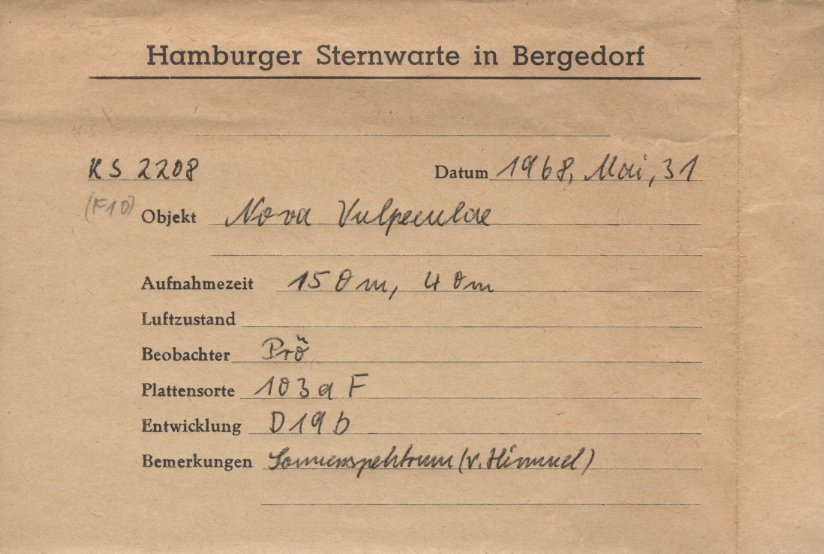 Hamburger Sternwarte in Bergedorf
KS 2208 Datum 1968, Mai, 31
(F10) Objekt Nova Vulpeculae
Aufnahmezeit 150m, 40m
Luftzustand
Beobachter Prö
Plattensorte 103a F
Entwicklung D19b
Bemerkungen Sonnenspektrum (v. Himmel)